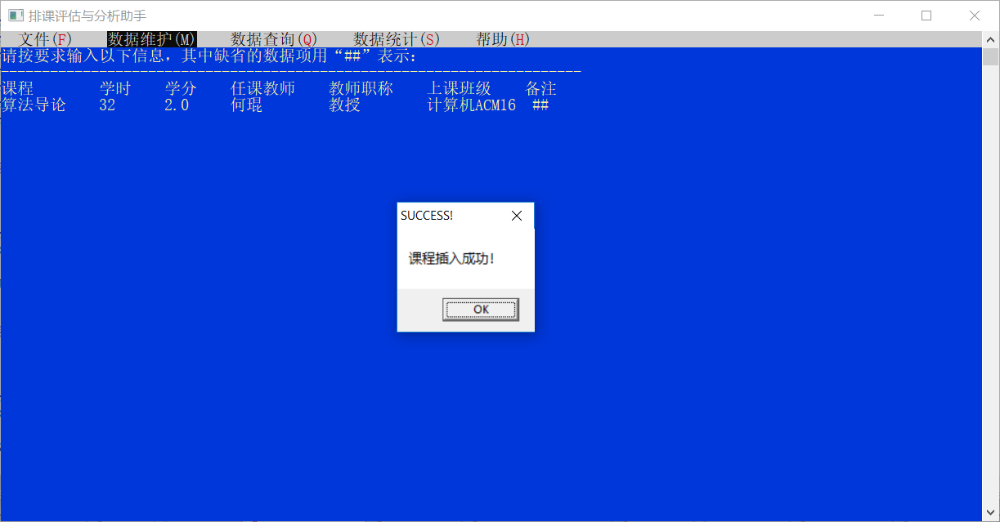 排课评估与分析助手
文件(F) 数据维护(M) 数据查询(Q) 数据统计(S) 帮助(H)
请按要求输入以下信息，其中缺省的数据项用“##”表示：
-----------------------------------------------------------------------
课程 学时 学分 任课教师 教师职称 上课班级 备注
算法导论 32 2.0 何琨 教授 计算机ACM16 ##
SUCCESS!
课程插入成功!
OK